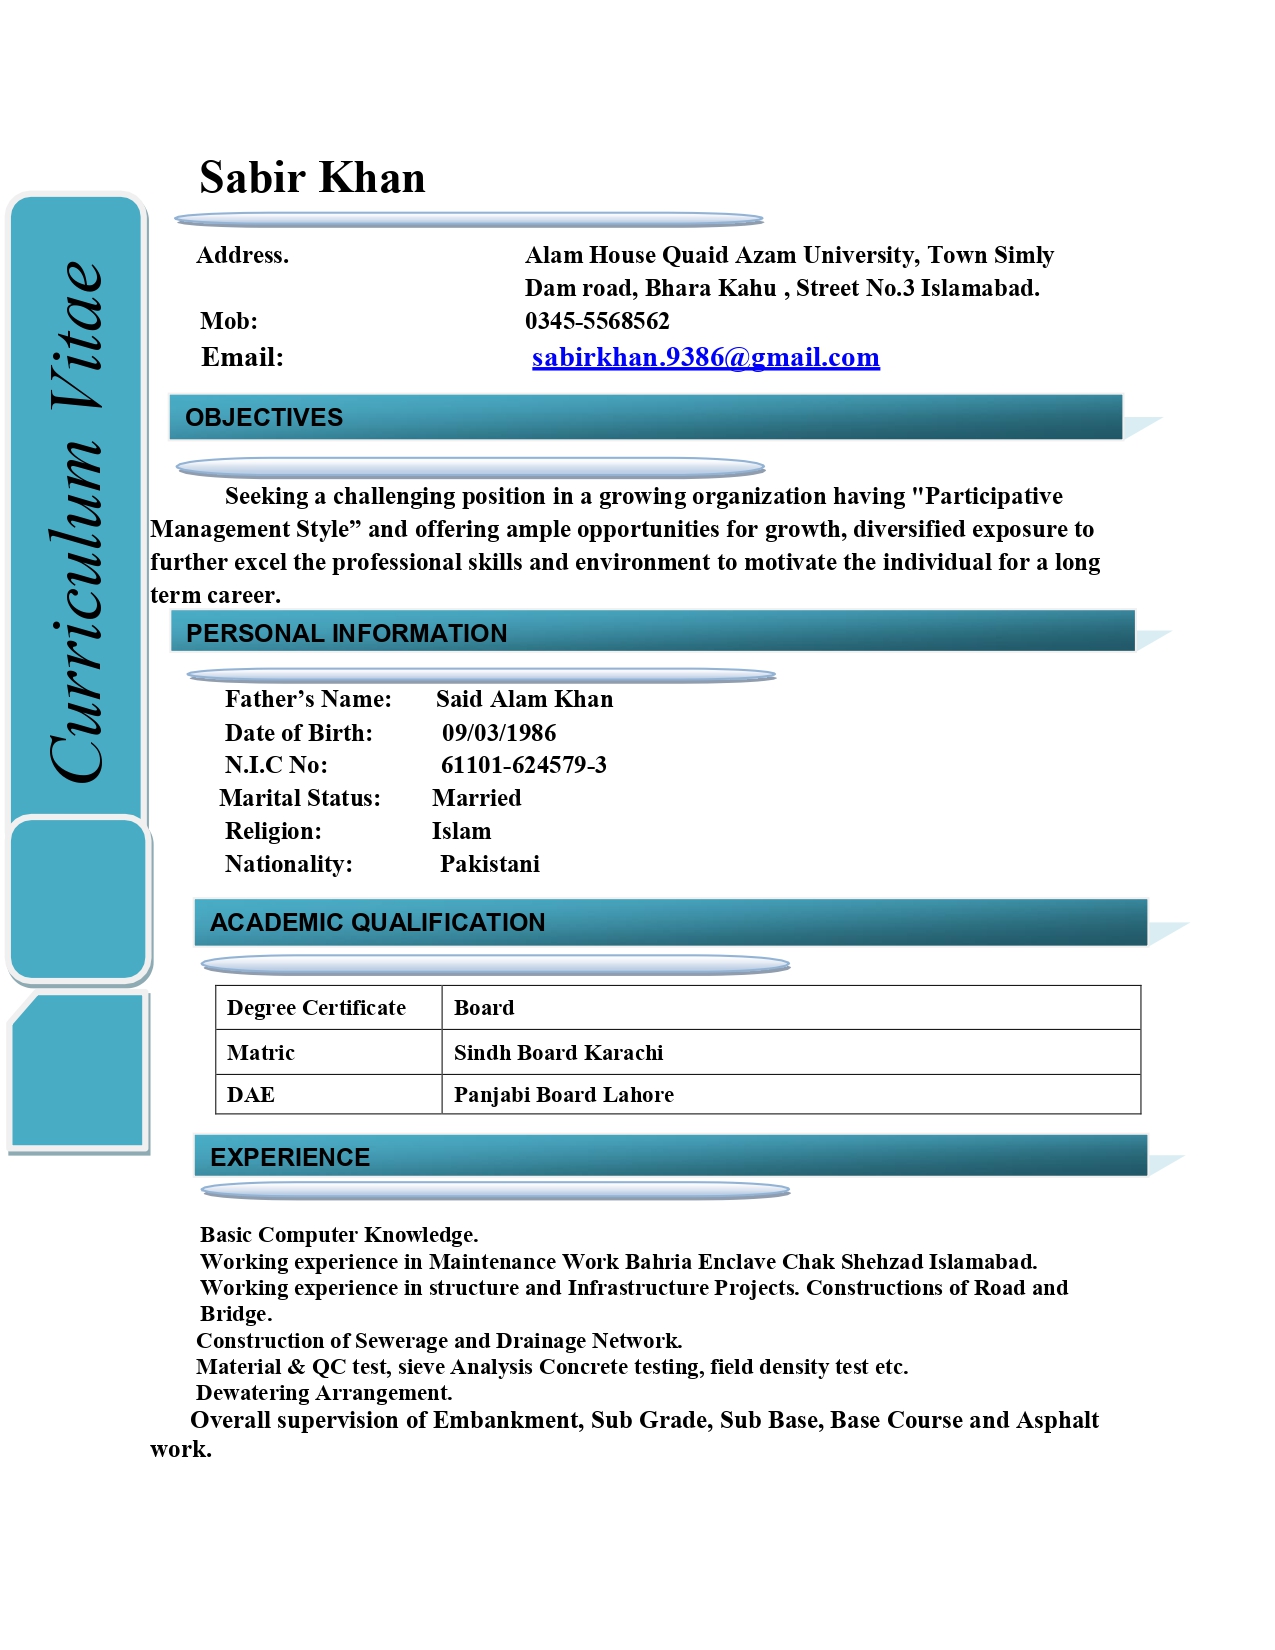 Sabir Khan
Curriculum Vitae
Address. Alam House Quaid Azam University, Town Simly
Dam road, Bhara Kahu , Street No.3 Islamabad.
Mob: 0345-5568562
Email: sabirkhan.9386@gmail.com
OBJECTIVES
Seeking a challenging position in a growing organization having "Participative
Management Style” and offering ample opportunities for growth, diversified exposure to
further excel the professional skills and environment to motivate the individual for a long
term career.
PERSONAL INFORMATION
Father’s Name: Said Alam Khan
Date of Birth: 09/03/1986
N.I.C No: 61101-624579-3
Marital Status: Married
Religion: Islam
Nationality: Pakistani
ACADEMIC QUALIFICATION
Degree Certificate Board
Matric Sindh Board Karachi
DAE Panjabi Board Lahore
EXPERIENCE
Basic Computer Knowledge.
Working experience in Maintenance Work Bahria Enclave Chak Shehzad Islamabad.
Working experience in structure and Infrastructure Projects. Constructions of Road and
Bridge.
Construction of Sewerage and Drainage Network.
Material & QC test, sieve Analysis Concrete testing, field density test etc.
Dewatering Arrangement.
Overall supervision of Embankment, Sub Grade, Sub Base, Base Course and Asphalt
work.